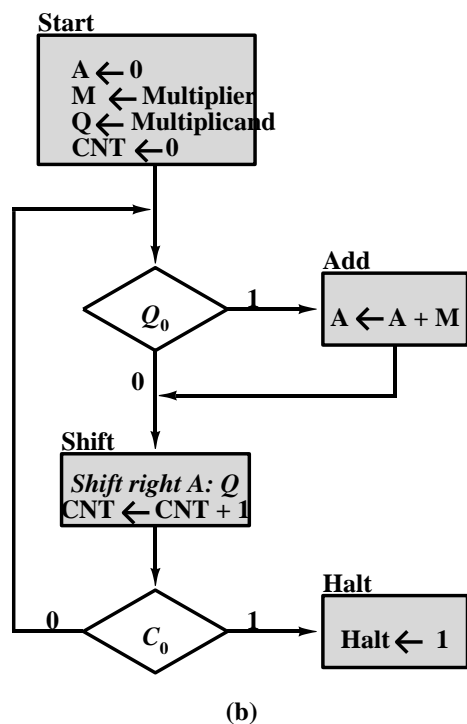 Start
A ← 0
M ← Multiplier
Q ← Multiplicand
CNT ← 0
Q0
1
Add
A ← A + M
0
Shift
Shift right A: Q
CNT ← CNT + 1
0
C0
1
Halt
Halt ← 1
(b)